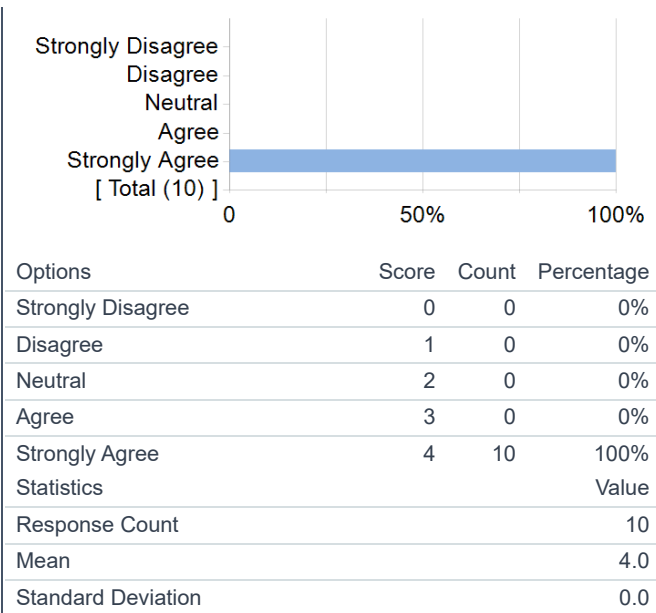 Strongly Disagree
Disagree
Neutral
Agree
Strongly Agree
[ Total (10) ]
0 50% 100%
Options Score Count Percentage
Strongly Disagree 0 0 0%
Disagree 1 0 0%
Neutral 2 0 0%
Agree 3 0 0%
Strongly Agree 4 10 100%
Statistics Value
Response Count 10
Mean 4.0
Standard Deviation 0.0